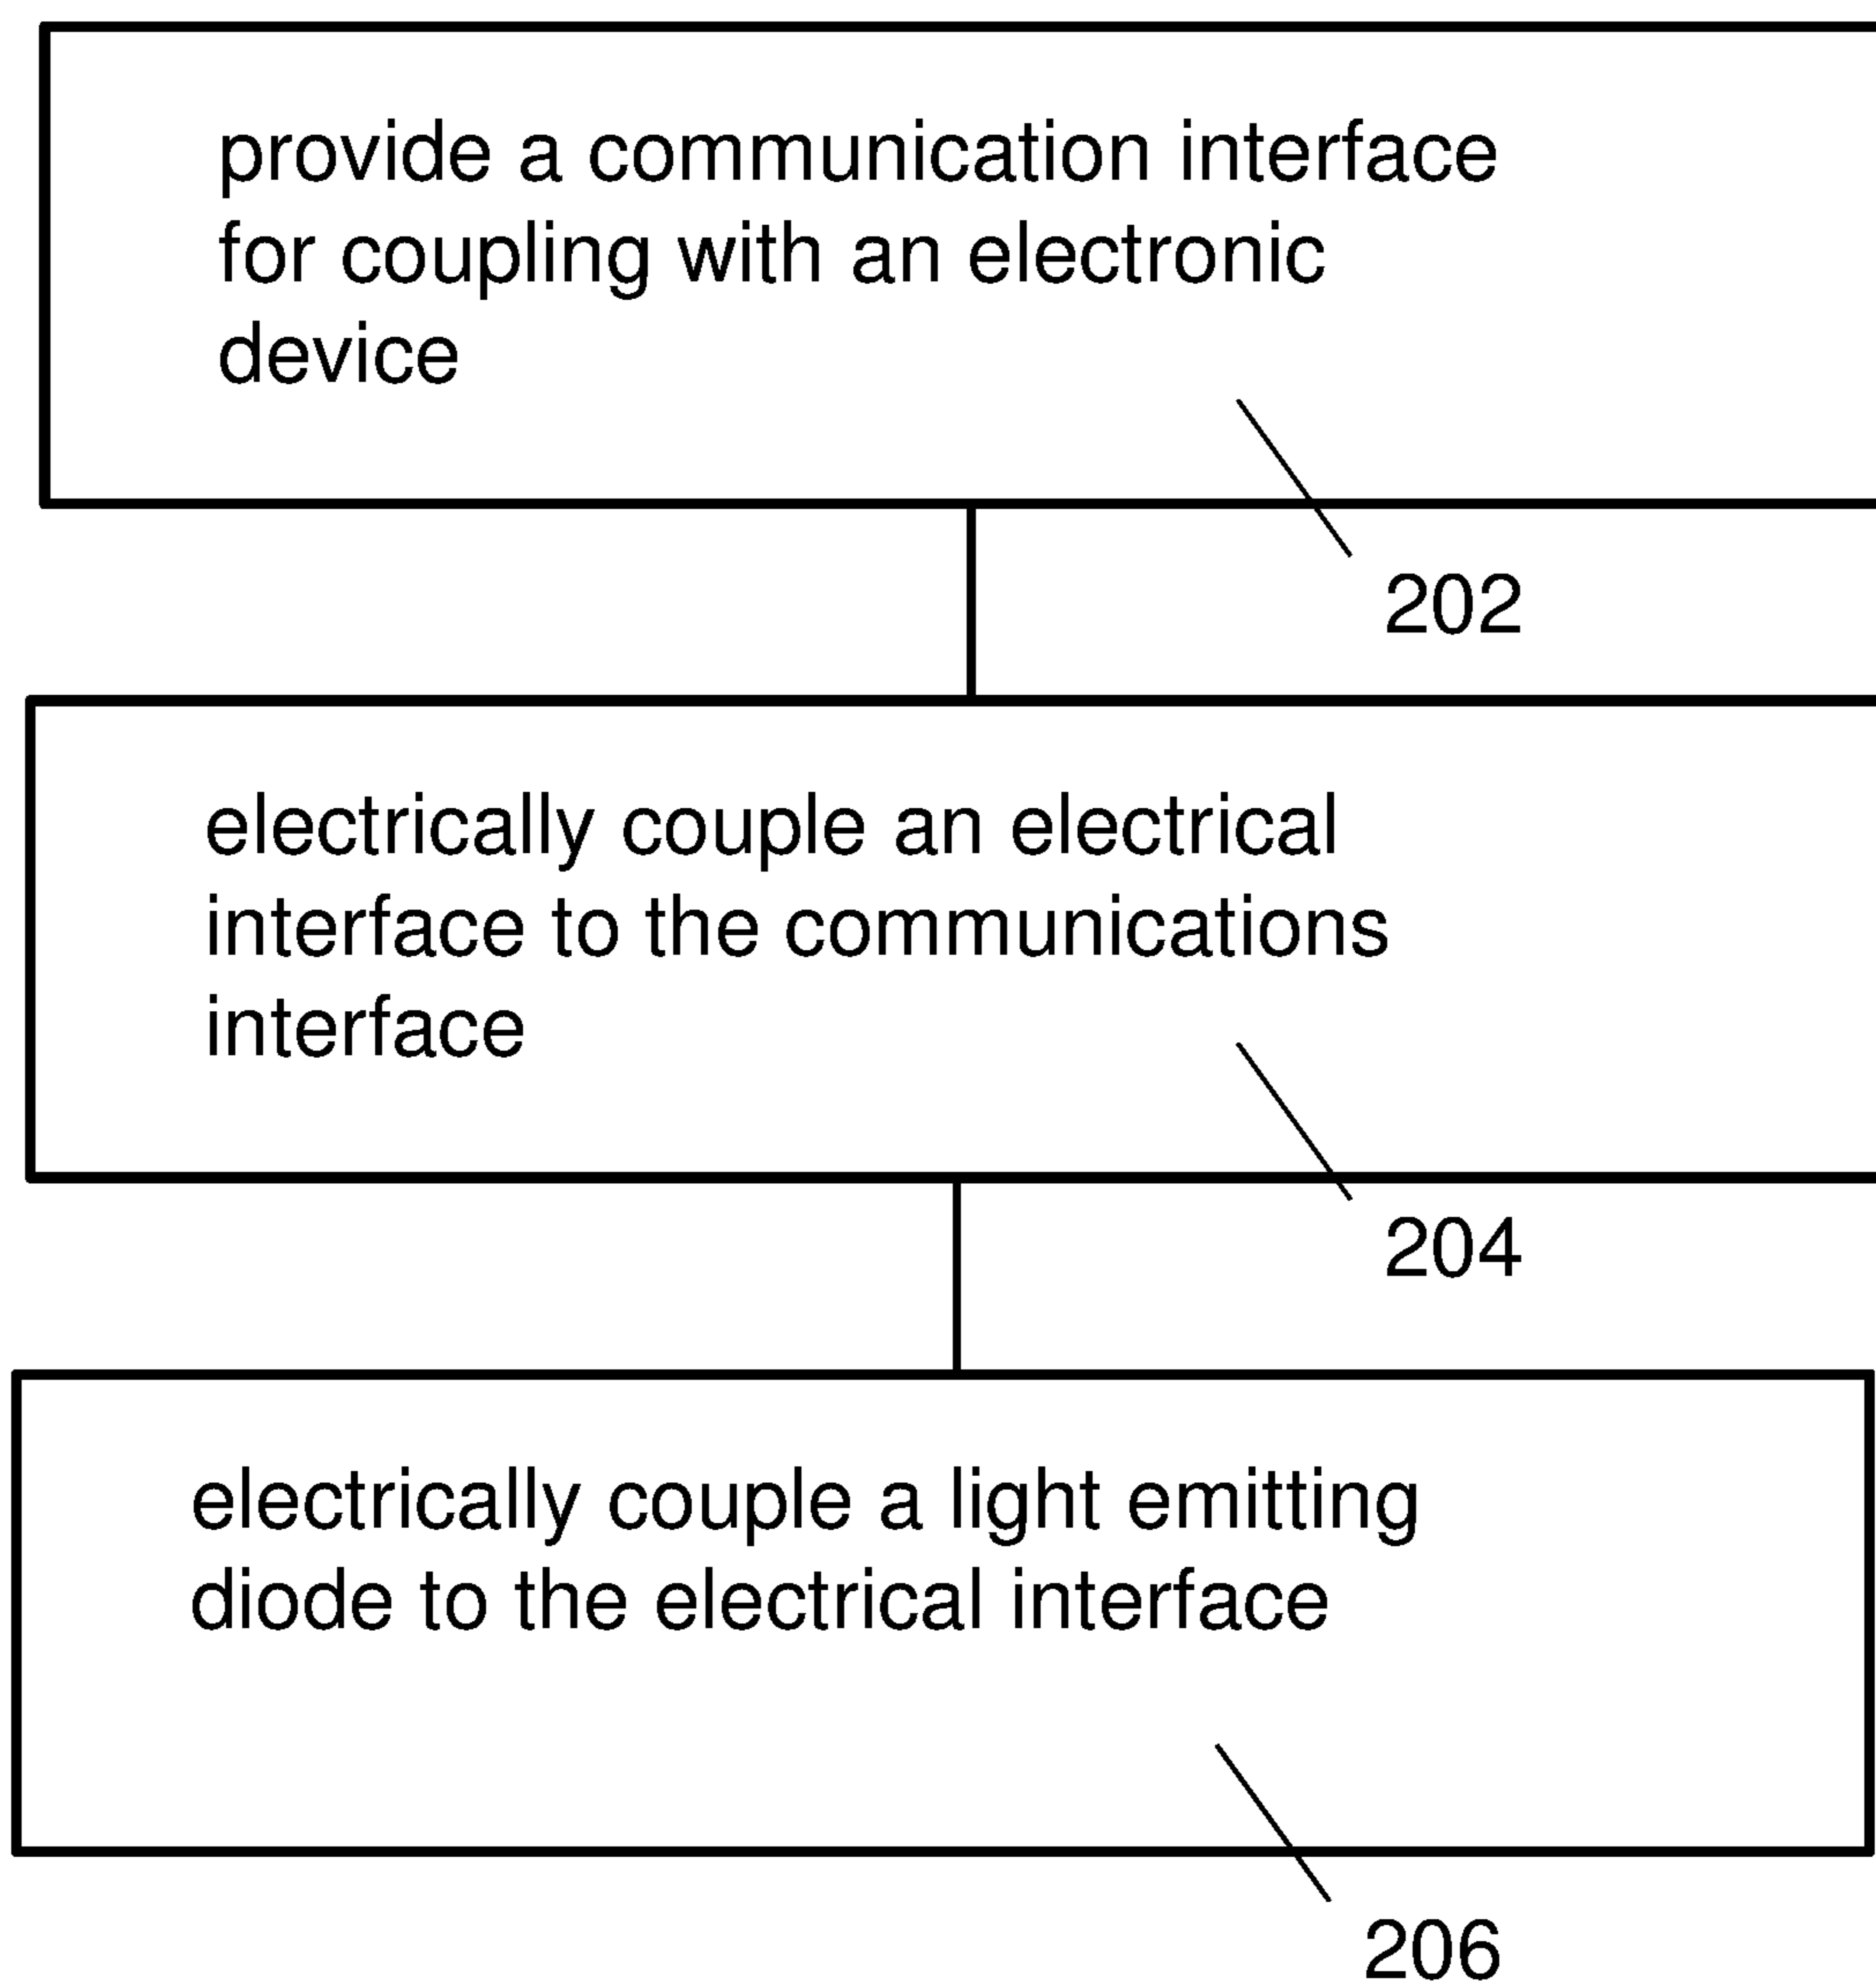 provide a communication interface
for coupling with an electronic
device
202
electrically couple an electrical
interface to the communications
interface
204
electrically couple a light emitting
diode to the electrical interface
206